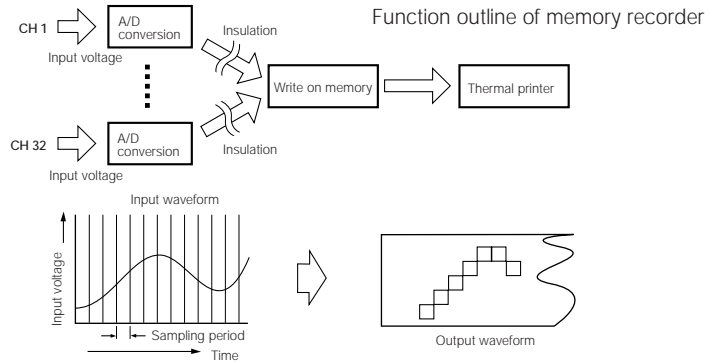 Function outline of memory recorder
CH 1
Input voltage
A/D
conversion
Insulation
Write on memory
Thermal printer
CH 32
Input voltage
A/D
conversion
Insulation
Input waveform
Input voltage
Sampling period
Time
Output waveform